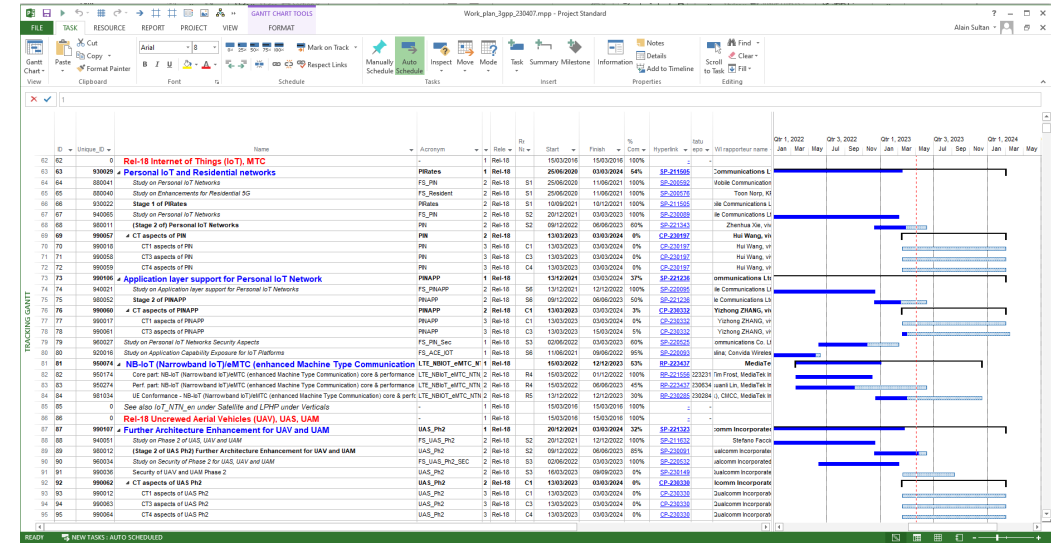 GANTT CHART TOOLS
Work_plan_3gpp_230407.mpp - Project Standard
FILE TASK RESOURCE REPORT PROJECT VIEW FORMAT
Alain Sultan
Gantt Chart
Paste
Cut
Copy
Format Painter
Arial 8
B I U
Mark on Track
Respect Links
Manually Schedule
Auto Schedule
Inspect Move Mode
Task Summary Milestone
Information
Notes
Details
Add to Timeline
Scroll to Task
Find
Clear
Fill
View Clipboard Font Schedule Tasks Insert Properties Editing
1
ID Unique_ID Name Acronym Rele Start Finish % Com Hyperlink WI rapporteur name
Qtr 1, 2022 Qtr 3, 2022 Qtr 1, 2023 Qtr 3, 2023 Qtr 1, 2024
Jan Mar May Jul Sep Nov Jan Mar May Jul Sep Nov Jan Mar May
62 62 0 Rel-18 Internet of Things (IoT), MTC - 1 Rel-18 15/03/2016 15/03/2016 100% - -
63 63 930029 Personal IoT and Residential networks PIRates 1 Rel-18 25/06/2020 03/03/2024 54% SP-211505
64 64 880041 Study on Personal IoT Networks FS_PIN 2 Rel-18 S1 25/06/2020 11/06/2021 100% SP-200592
65 65 880040 Study on Enhancements for Residential 5G FS_Resident 2 Rel-18 S1 25/06/2020 11/06/2021 100% SP-200576 Toon Norp,
66 66 930022 Stage 1 of PIRates PIRates 2 Rel-18 S1 10/09/2021 10/12/2021 100% SP-211505
67 67 940065 Study on Personal IoT Networks FS_PIN 2 Rel-18 S2 20/12/2021 03/03/2023 100% SP-230089
68 68 980011 (Stage 2 of) Personal IoT Networks PIN 2 Rel-18 S2 09/12/2022 06/06/2023 60% SP-221343 Zhenhua Xie,
69 69 990057 CT aspects of PIN PIN 2 Rel-18 13/03/2023 03/03/2024 0% CP-230197 Hui Wang,
70 70 990018 CT1 aspects of PIN PIN 3 Rel-18 C1 13/03/2023 03/03/2024 0% CP-230197 Hui Wang,
71 71 990058 CT3 aspects of PIN PIN 3 Rel-18 C3 13/03/2023 03/03/2024 0% CP-230197 Hui Wang,
72 72 990059 CT4 aspects of PIN PIN 3 Rel-18 C4 13/03/2023 03/03/2024 0% CP-230197 Hui Wang,
73 73 990106 Application layer support for Personal IoT Network PINAPP 1 Rel-18 13/12/2021 03/03/2024 37% SP-221236
74 74 940021 Study on Application layer support for Personal IoT Networks PINAPP 2 Rel-18 S6 13/12/2021 12/12/2022 100% SP-220095
75 75 980052 Stage 2 of PINAPP PINAPP 2 Rel-18 S6 09/12/2022 06/06/2023 50% SP-221236
76 76 990060 CT aspects of PINAPP PINAPP 2 Rel-18 C1 13/03/2023 03/03/2024 3% CP-230332 Yizhong ZHANG,
77 77 990017 CT1 aspects of PINAPP PINAPP 3 Rel-18 C1 13/03/2023 03/03/2024 0% CP-230332 Yizhong ZHANG,
78 78 990061 CT3 aspects of PINAPP PINAPP 3 Rel-18 C3 13/03/2023 15/03/2024 5% CP-230332 Yizhong ZHANG,
79 79 960027 Study on Personal IoT Networks Security Aspects FS_PIN_Sec 1 Rel-18 S3 02/06/2022 03/03/2023 60% SP-220525
80 80 920016 Study on Application Capability Exposure for IoT Platforms FS_ACE_IOT 1 Rel-18 S6 11/06/2021 09/06/2022 95% SP-220093 Convida
81 81 950074 NB-IoT (Narrowband IoT)/eMTC (enhanced Machine Type Communication) 1 Rel-18 15/03/2022 12/12/2023 53% RP-223437 MediaTe
82 82 950174 Core part: NB-IoT (Narrowband IoT)/eMTC (enhanced Machine Type Communication) core & performance LTE_NBIOT_eMTC_NTN 2 Rel-18 R4 15/03/2022 01/12/2022 100% RP-221556 223231
83 83 950274 Perf. part: NB-IoT (Narrowband IoT)/eMTC (enhanced Machine Type Communication) core & performance LTE_NBIOT_eMTC_NTN 2 Rel-18 R4 15/03/2022 06/06/2023 45% RP-223437 230634
84 84 981034 UE Conformance - NB-IoT (Narrowband IoT)/eMTC (enhanced Machine Type Communication) core & perf LTE_NBIOT_eMTC_NTN 2 Rel-18 R5 13/12/2022 12/12/2023 30% RP-230285 CMCC, MediaTek
85 85 0 See also IoT_NTN_en under Satellite and LPHP under Verticals - 1 Rel-18 15/03/2016 15/03/2016 100%
86 86 0 Rel-18 Uncrewed Aerial Vehicles (UAV), UAS, UAM - 1 Rel-18 15/03/2016 15/03/2016 100% - -
87 87 990107 Further Architecture Enhancement for UAV and UAM UAS_Ph2 1 Rel-18 20/12/2021 03/03/2024 32% SP-221323
88 88 940051 Study on Phase 2 of UAS, UAV and UAM FS_UAS_Ph2 2 Rel-18 S2 20/12/2021 12/12/2022 100% SP-211632 Stefano Faccin
89 89 980012 (Stage 2 of UAS Ph2) Further Architecture Enhancement for UAV and UAM UAS_Ph2 2 Rel-18 S2 09/12/2022 06/06/2023 85% SP-230091
90 90 960034 Study on Security of Phase 2 for UAS, UAV and UAM FS_UAS_Ph2_SEC 2 Rel-18 S3 02/06/2022 03/03/2023 100% SP-220532
91 91 990036 Security of UAV and UAM Phase 2 UAS_Ph2 2 Rel-18 S3 16/03/2023 09/09/2023 0% SP-230149
92 92 990062 CT aspects of UAS Ph2 UAS_Ph2 2 Rel-18 C1 13/03/2023 03/03/2024 0% CP-230330
93 93 990012 CT1 aspects of UAS Ph2 UAS_Ph2 3 Rel-18 C1 13/03/2023 03/03/2024 0% CP-230330
94 94 990063 CT3 aspects of UAS Ph2 UAS_Ph2 3 Rel-18 C3 13/03/2023 03/03/2024 0% CP-230330
95 95 990064 CT4 aspects of UAS Ph2 UAS_Ph2 3 Rel-18 C4 13/03/2023 03/03/2024 0% CP-230330
TRACKING GANTT
READY NEW TASKS : AUTO SCHEDULED